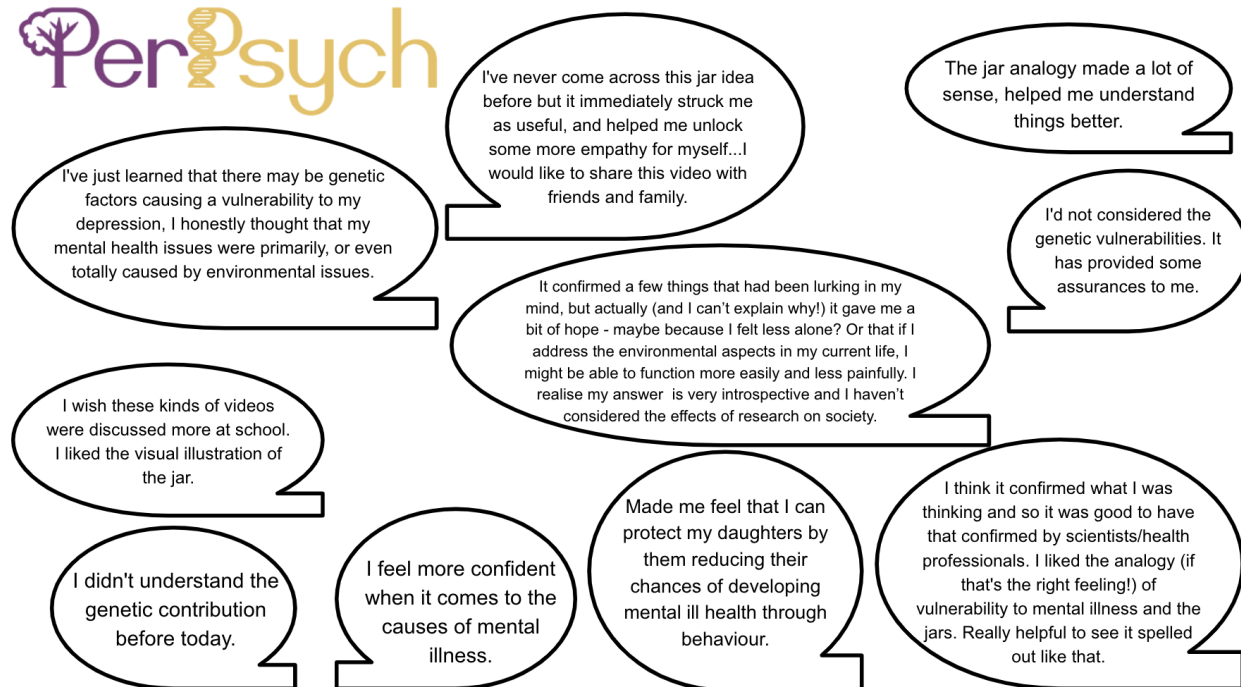 PerPsych
I've never come across this jar idea
before but it immediately struck me
as useful, and helped me unlock
some more empathy for myself...I
would like to share this video with
friends and family.
The jar analogy made a lot of
sense, helped me understand
things better.
I've just learned that there may be genetic
factors causing a vulnerability to my
depression, I honestly thought that my
mental health issues were primarily, or even
totally caused by environmental issues.
I'd not considered the
genetic vulnerabilities. It
has provided some
assurances to me.
It confirmed a few things that had been lurking in my
mind, but actually (and I can’t explain why!) it gave me a
bit of hope - maybe because I felt less alone? Or that if I
address the environmental aspects in my current life, I
might be able to function more easily and less painfully. I
realise my answer  is very introspective and I haven’t
considered the effects of research on society.
I wish these kinds of videos
were discussed more at school.
I liked the visual illustration of
the jar.
I didn't understand the
genetic contribution
before today.
I feel more confident
when it comes to the
causes of mental
illness.
Made me feel that I can
protect my daughters by
them reducing their
chances of developing
mental ill health through
behaviour.
I think it confirmed what I was
thinking and so it was good to have
that confirmed by scientists/health
professionals. I liked the analogy (if
that's the right feeling!) of
vulnerability to mental illness and the
jars. Really helpful to see it spelled
out like that.